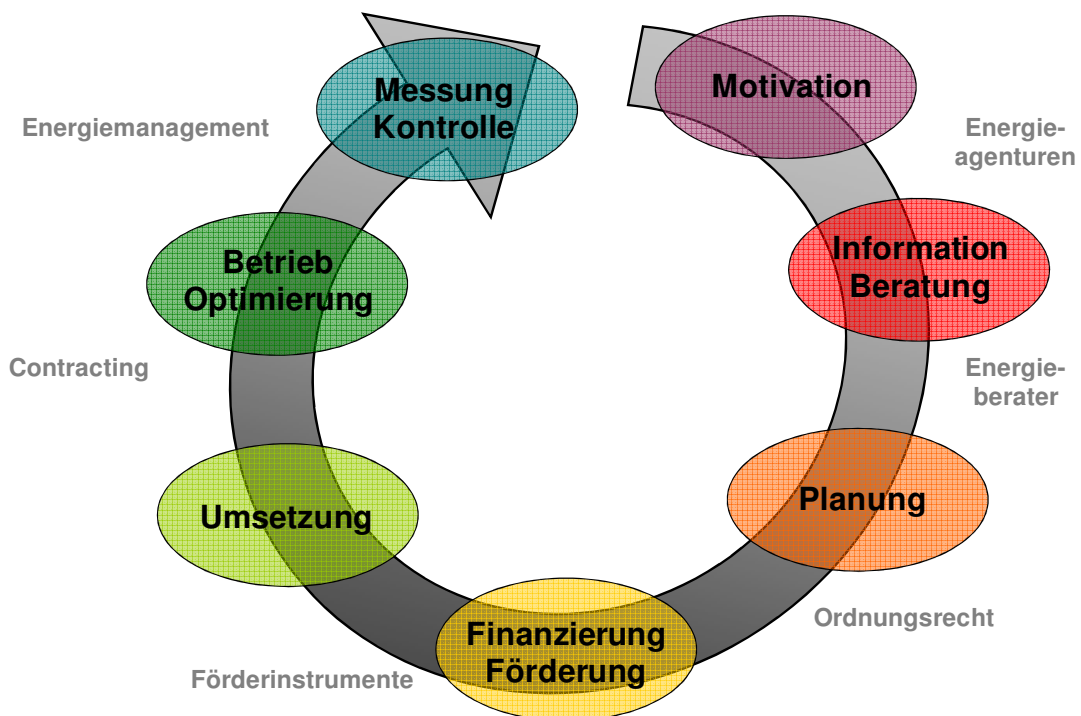 Motivation
Energie-
agenturen
Information
Beratung
Energie-
berater
Planung
Ordnungsrecht
Finanzierung
Förderung
Förderinstrumente
Umsetzung
Contracting
Betrieb
Optimierung
Energiemanagement
Messung
Kontrolle